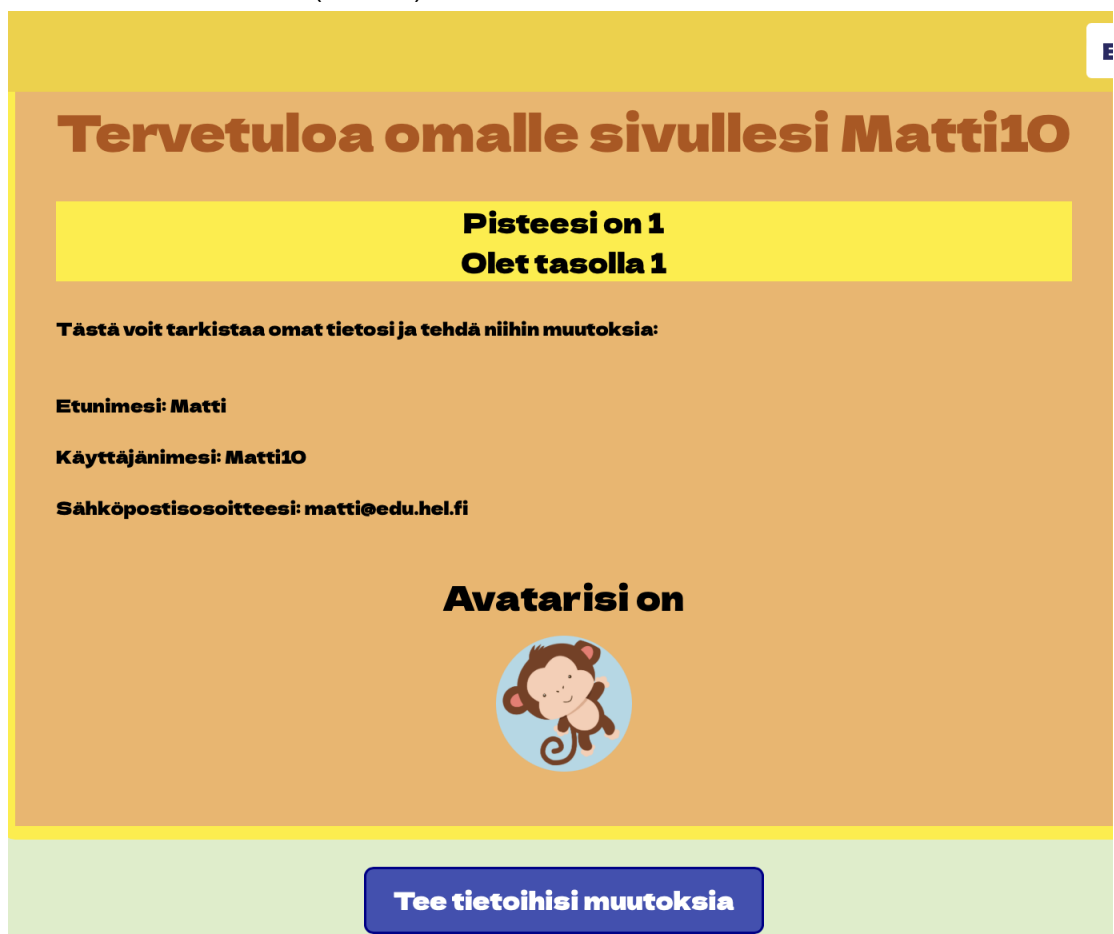 E
Tervetuloa omalle sivullesi Matti10
Pisteesi on 1
Olet tasolla 1
Tästä voit tarkistaa omat tietosi ja tehdä niihin muutoksia:
Etunimesi: Matti
Käyttäjänimesi: Matti10
Sähköpostisosoitteesi: matti@edu.hel.fi
Avatarisi on
Tee tietoihisi muutoksia